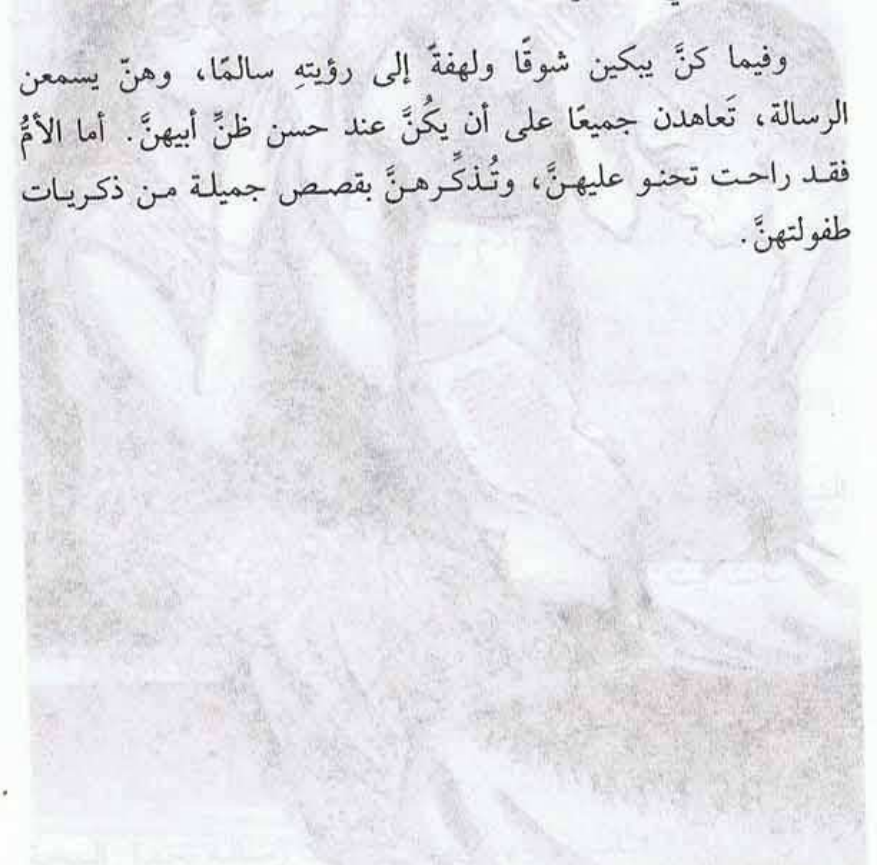 وفيما كنَّ يبكين شوقًا ولهفةً إلى رؤيتهِ سالمًا، وهنّ يسمعن
الرسالة، تَعاهدن جميعًا على أن يكُنَّ عند حسن ظنِّ أبيهنَّ. أما الأمُّ
فقد راحت تحنو عليهنَّ، وتُذكِّرهنَّ بقصص جميلة من ذكريات
طفولتهنَّ.